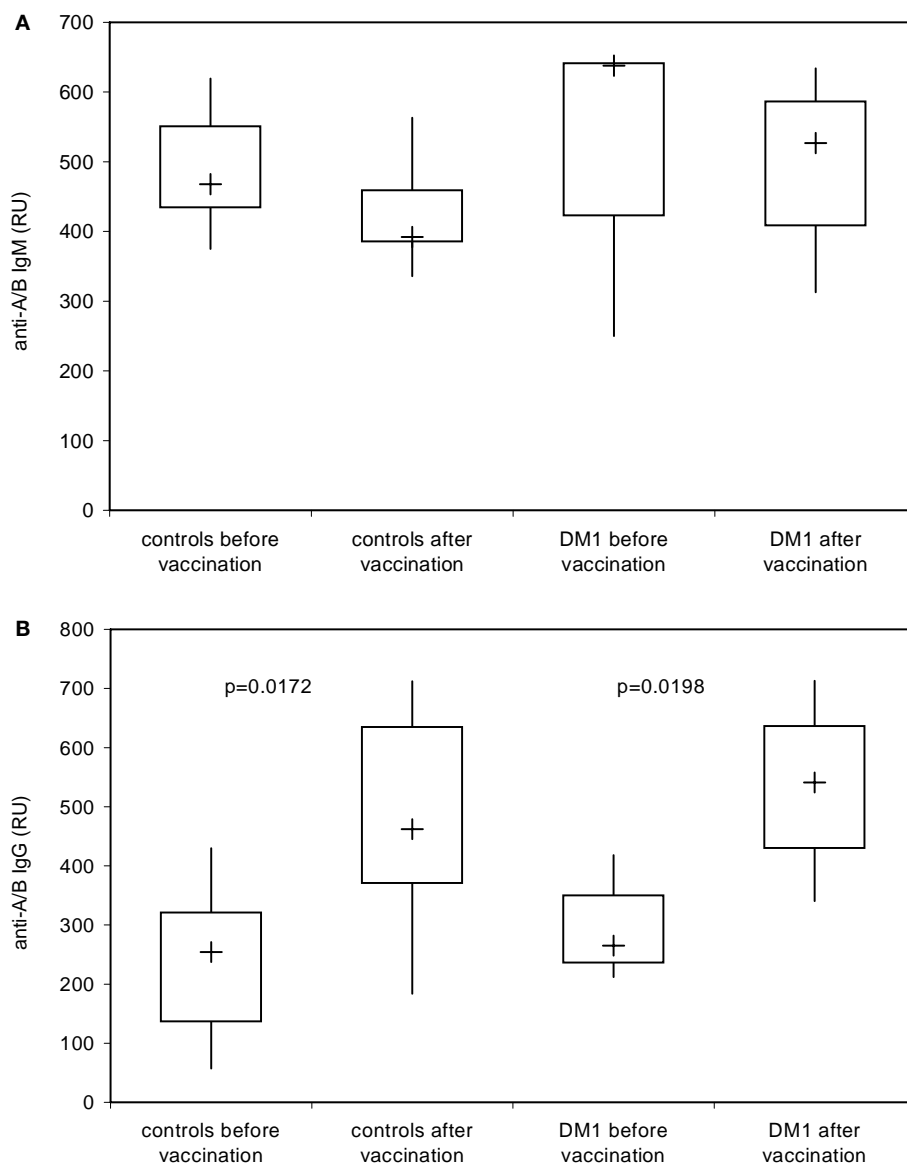 A
700
600
500
400
300
200
100
0
anti-A/B IgM (RU)
controls before
vaccination
controls after
vaccination
DM1 before
vaccination
DM1 after
vaccination
B
800
700
600
500
400
300
200
100
0
anti-A/B IgG (RU)
p=0.0172
p=0.0198
controls before
vaccination
controls after
vaccination
DM1 before
vaccination
DM1 after
vaccination